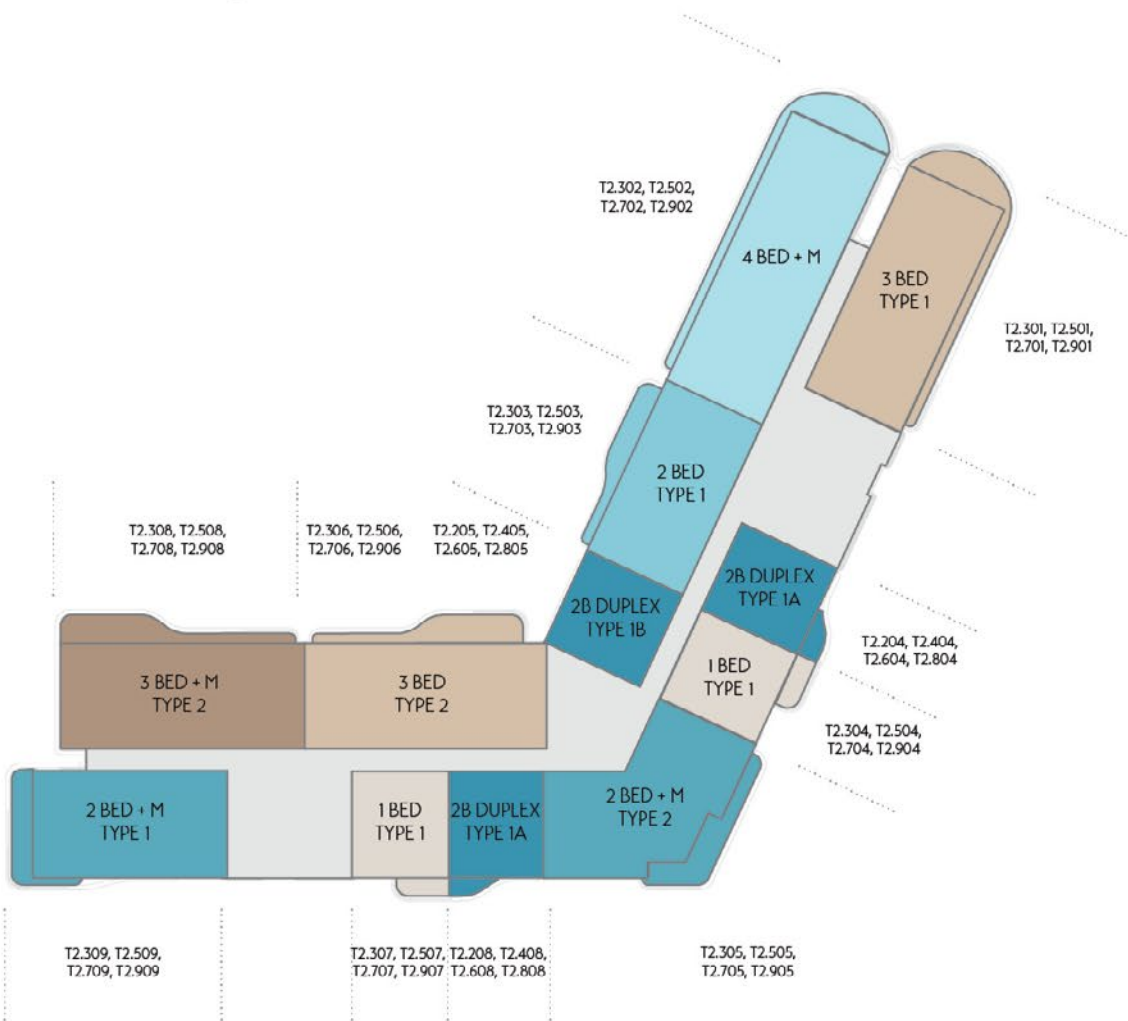 T2.302, T2.502,
T2.702, T2.902
4 BED + M
3 BED
TYPE 1
T2.301, T2.501,
T2.701, T2.901
T2.303, T2.503,
T2.703, T2.903
2 BED
TYPE 1
T2.308, T2.508,
T2.708, T2.908
T2.306, T2.506,
T2.706, T2.906
T2.205, T2.405,
T2.605, T2.805
2B DUPLEX
TYPE 1B
2B DUPLEX
TYPE 1A
T2.204, T2.404,
T2.604, T2.804
1 BED
TYPE 1
T2.304, T2.504,
T2.704, T2.904
3 BED + M
TYPE 2
3 BED
TYPE 2
2 BED + M
TYPE 1
1 BED
TYPE 1
2B DUPLEX
TYPE 1A
2 BED + M
TYPE 2
T2.309, T2.509,
T2.709, T2.909
T2.307, T2.507,
T2.707, T2.907
T2.208, T2.408,
T2.608, T2.808
T2.305, T2.505,
T2.705, T2.905